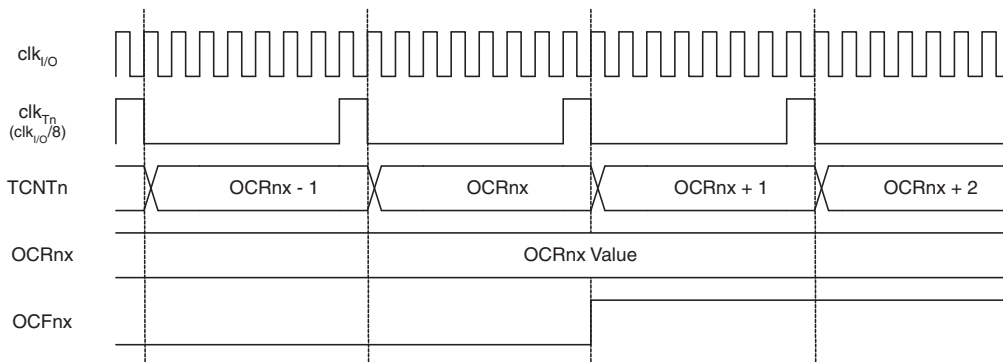 clkI/O
clkTn
(clkI/O/8)
TCNTn OCRnx - 1 OCRnx OCRnx + 1 OCRnx + 2
OCRnx OCRnx Value
OCFnx